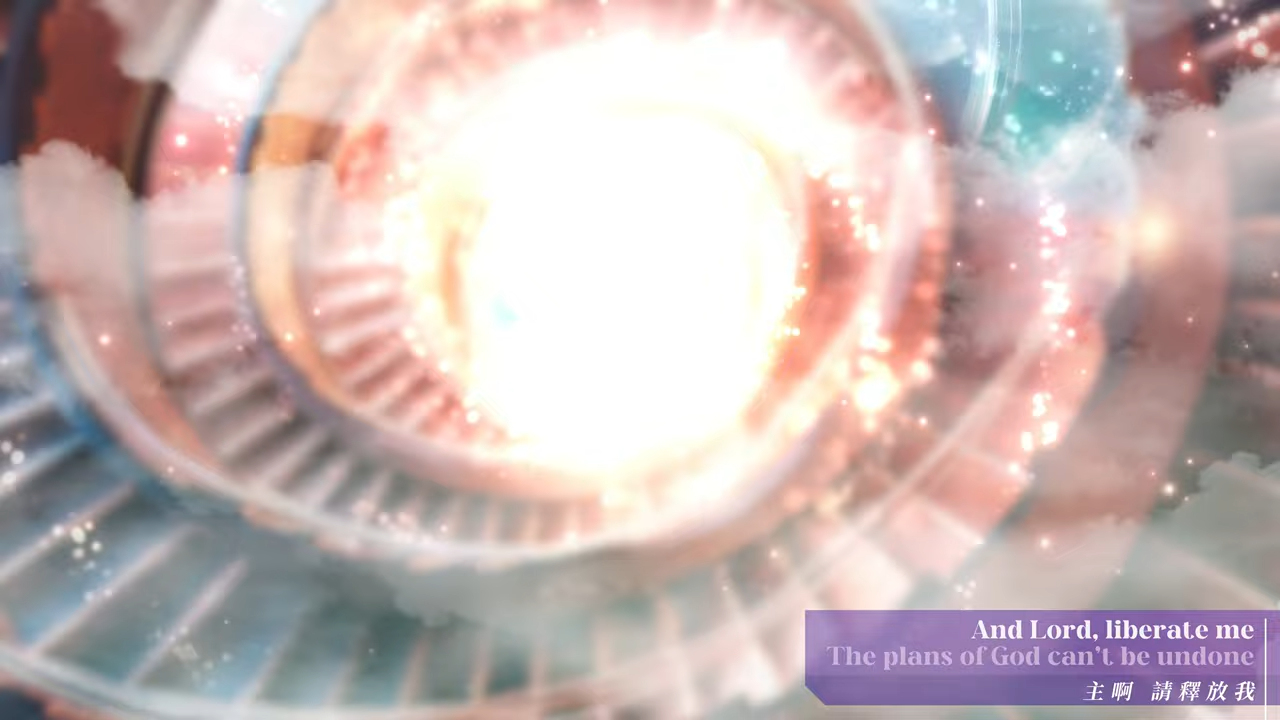 And Lord, liberate me
The plans of God can't be undone
主啊 請釋放我